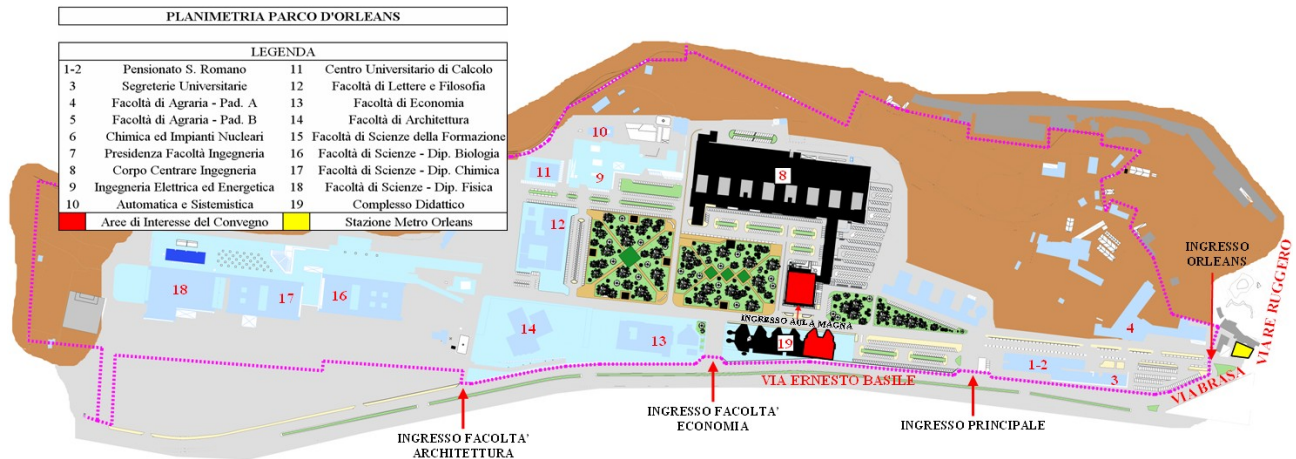 PLANIMETRIA PARCO D'ORLEANS
LEGENDA
1-2 Pensionato S. Romano 11 Centro Universitario di Calcolo
3 Segreterie Universitarie 12 Facoltà di Lettere e Filosofia
4 Facoltà di Agraria - Pad. A 13 Facoltà di Economia
5 Facoltà di Agraria - Pad. B 14 Facoltà di Architettura
6 Chimica ed Impianti Nucleari 15 Facoltà di Scienze della Formazione
7 Presidenza Facoltà Ingegneria 16 Facoltà di Scienze - Dip. Biologia
8 Corpo Centrare Ingegneria 17 Facoltà di Scienze - Dip. Chimica
9 Ingegneria Elettrica ed Energetica 18 Facoltà di Scienze - Dip. Fisica
10 Automatica e Sistemistica 19 Complesso Didattico
Aree di Interesse del Convegno Stazione Metro Orleans
10
11
9
8
12
18
17
16
14
13
INGRESSO AULA MAGNA
19
4
1-2
3
INGRESSO
ORLEANS
VIA RE RUGGERO
VIA BRASA
VIA ERNESTO BASILE
INGRESSO FACOLTA'
ARCHITETTURA
INGRESSO FACOLTA'
ECONOMIA
INGRESSO PRINCIPALE